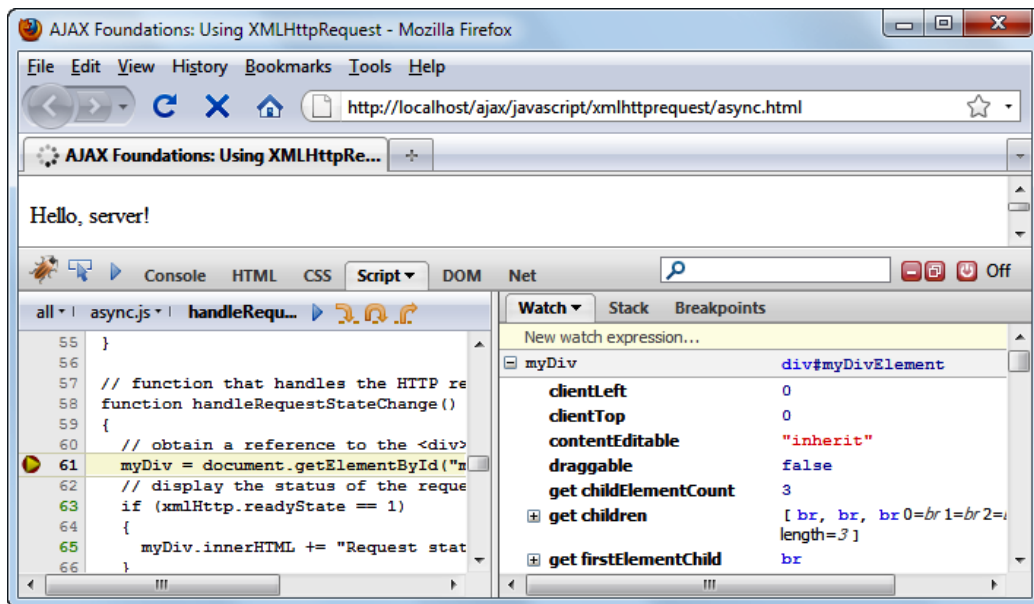 AJAX Foundations: Using XMLHttpRequest - Mozilla Firefox
File Edit View History Bookmarks Tools Help
http://localhost/ajax/javascript/xmlhttprequest/async.html
AJAX Foundations: Using XMLHttpRe...
Hello, server!
Console HTML CSS Script DOM Net Off
all async.js handleRequ...
55 }
56
57 // function that handles the HTTP re
58 function handleRequestStateChange()
59 {
60 // obtain a reference to the <div>
61 myDiv = document.getElementById("m
62 // display the status of the reque
63 if (xmlHttp.readyState == 1)
64 {
65 myDiv.innerHTML += "Request stat
66 }
Watch Stack Breakpoints
New watch expression...
myDiv div#myDivElement
clientLeft 0
clientTop 0
contentEditable "inherit"
draggable false
get childElementCount 3
get children [ br, br, br 0=br 1=br 2=
length=3 ]
get firstElementChild br